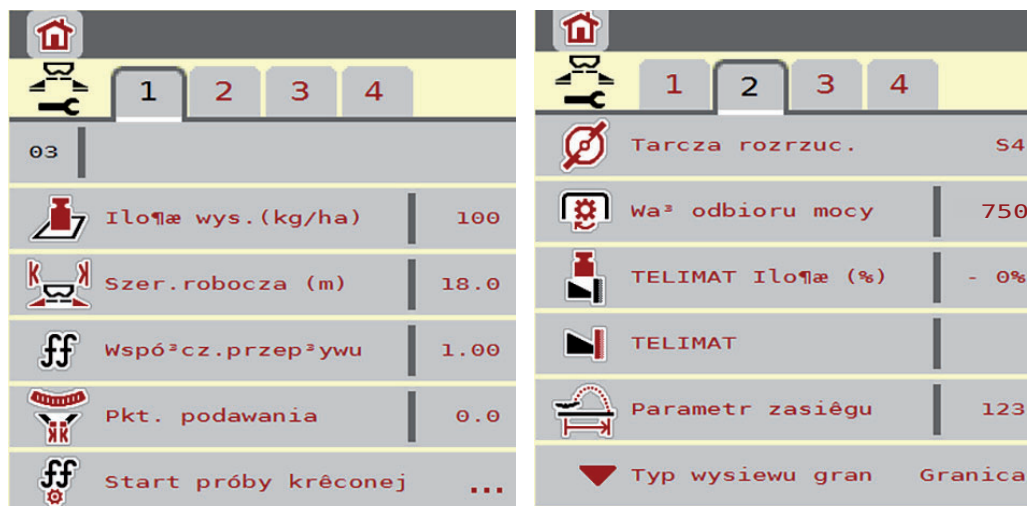 1 2 3 4
03
Ilo¶æ wys.(kg/ha) 100
Szer.robocza (m) 18.0
Wspó³cz.przep³ywu 1.00
Pkt. podawania 0.0
Start próby krêconej ...
1 2 3 4
Tarcza rozrzuc. S4
Wa³ odbioru mocy 750
TELIMAT Ilo¶æ (%) - 0%
TELIMAT
Parametr zasiêgu 123
Typ wysiewu gran Granica